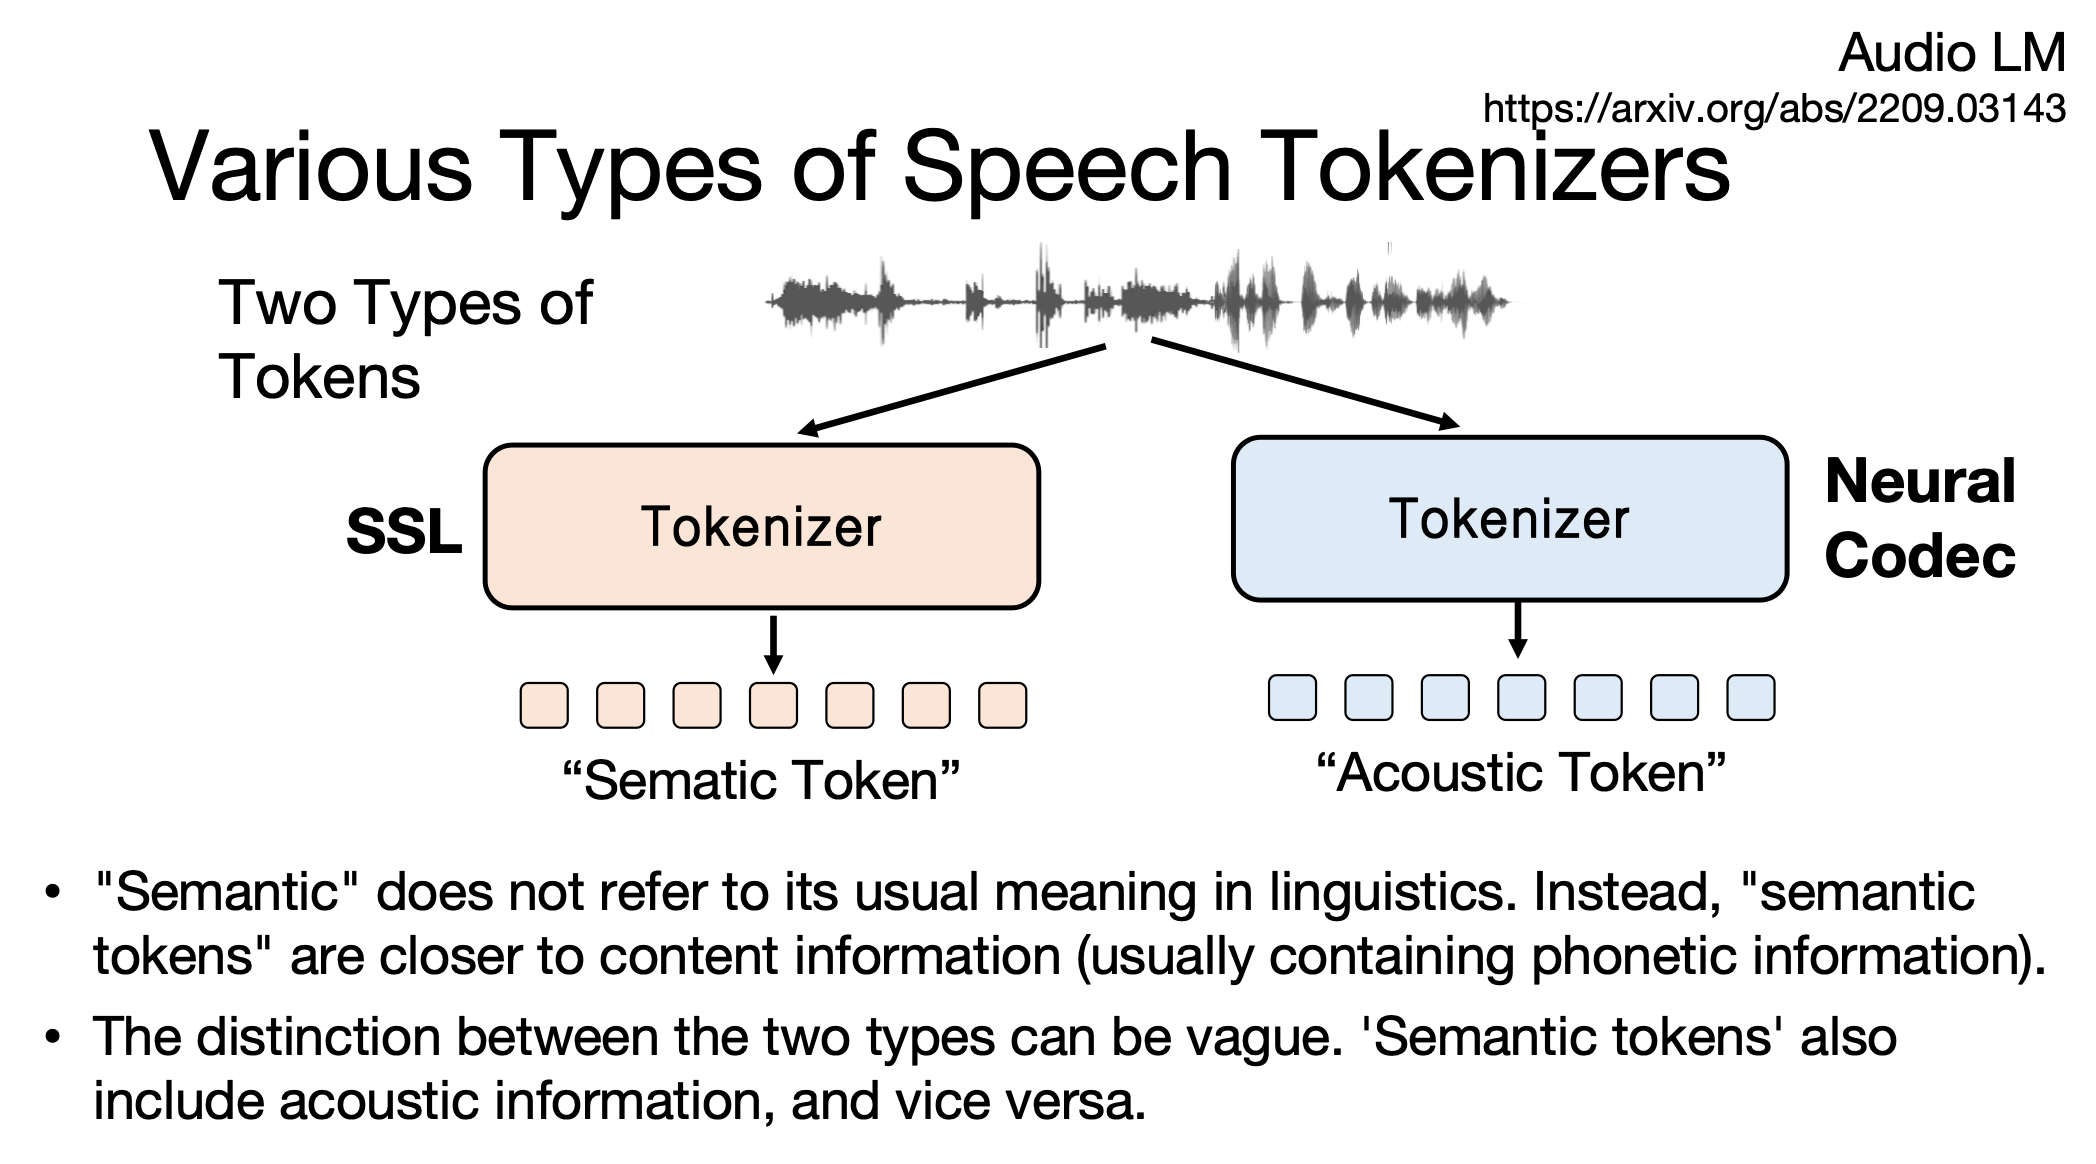 Audio LM
https://arxiv.org/abs/2209.03143
Various Types of Speech Tokenizers
Two Types of
Tokens
SSL
Tokenizer
Tokenizer
Neural
Codec
“Sematic Token”
“Acoustic Token”
• "Semantic" does not refer to its usual meaning in linguistics. Instead, "semantic
tokens" are closer to content information (usually containing phonetic information).
• The distinction between the two types can be vague. 'Semantic tokens' also
include acoustic information, and vice versa.